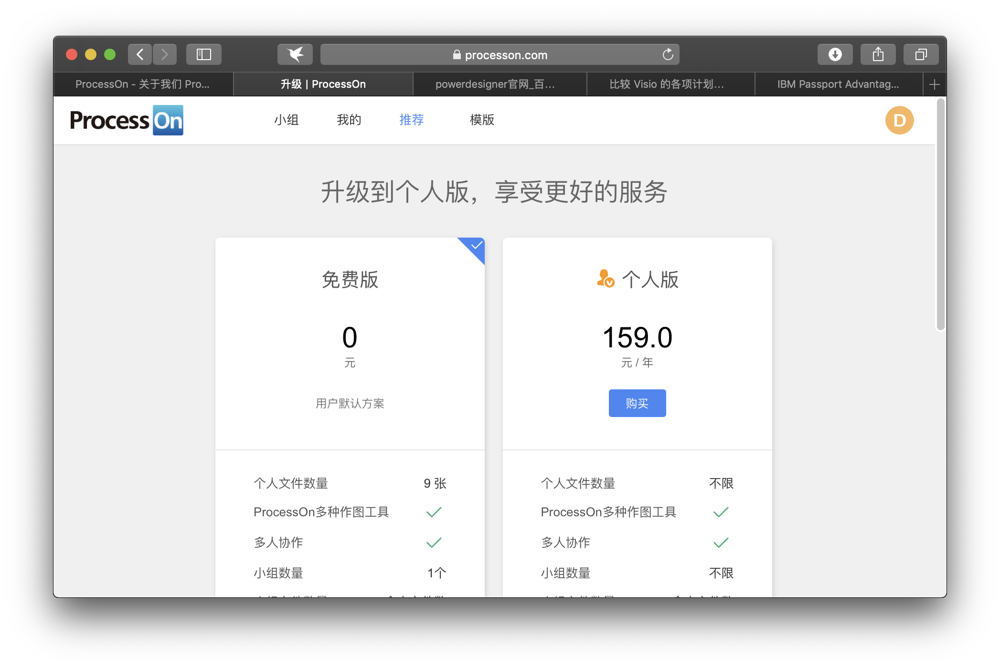 processon.com
ProcessOn - 关于我们 Pro...
升级 | ProcessOn
powerdesigner官网_百...
比较 Visio 的各项计划...
IBM Passport Advantag...
ProcessOn
小组
我的
推荐
模版
D
升级到个人版，享受更好的服务
免费版
0
元
用户默认方案
个人文件数量 9 张
ProcessOn多种作图工具
多人协作
小组数量 1个
个人版
159.0
元 / 年
购买
个人文件数量 不限
ProcessOn多种作图工具
多人协作
小组数量 不限